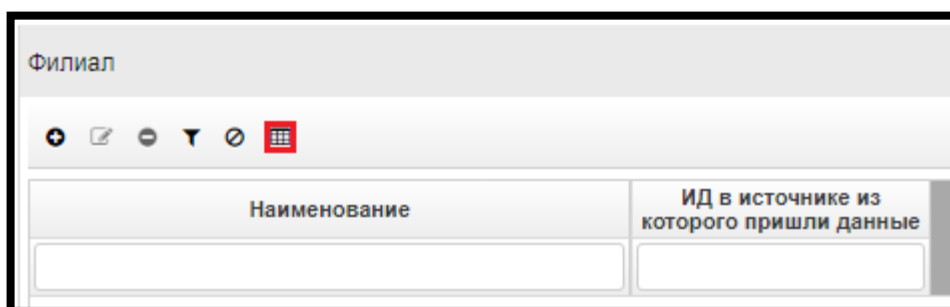 Филиал
Наименование
ИД в источнике из
которого пришли данные